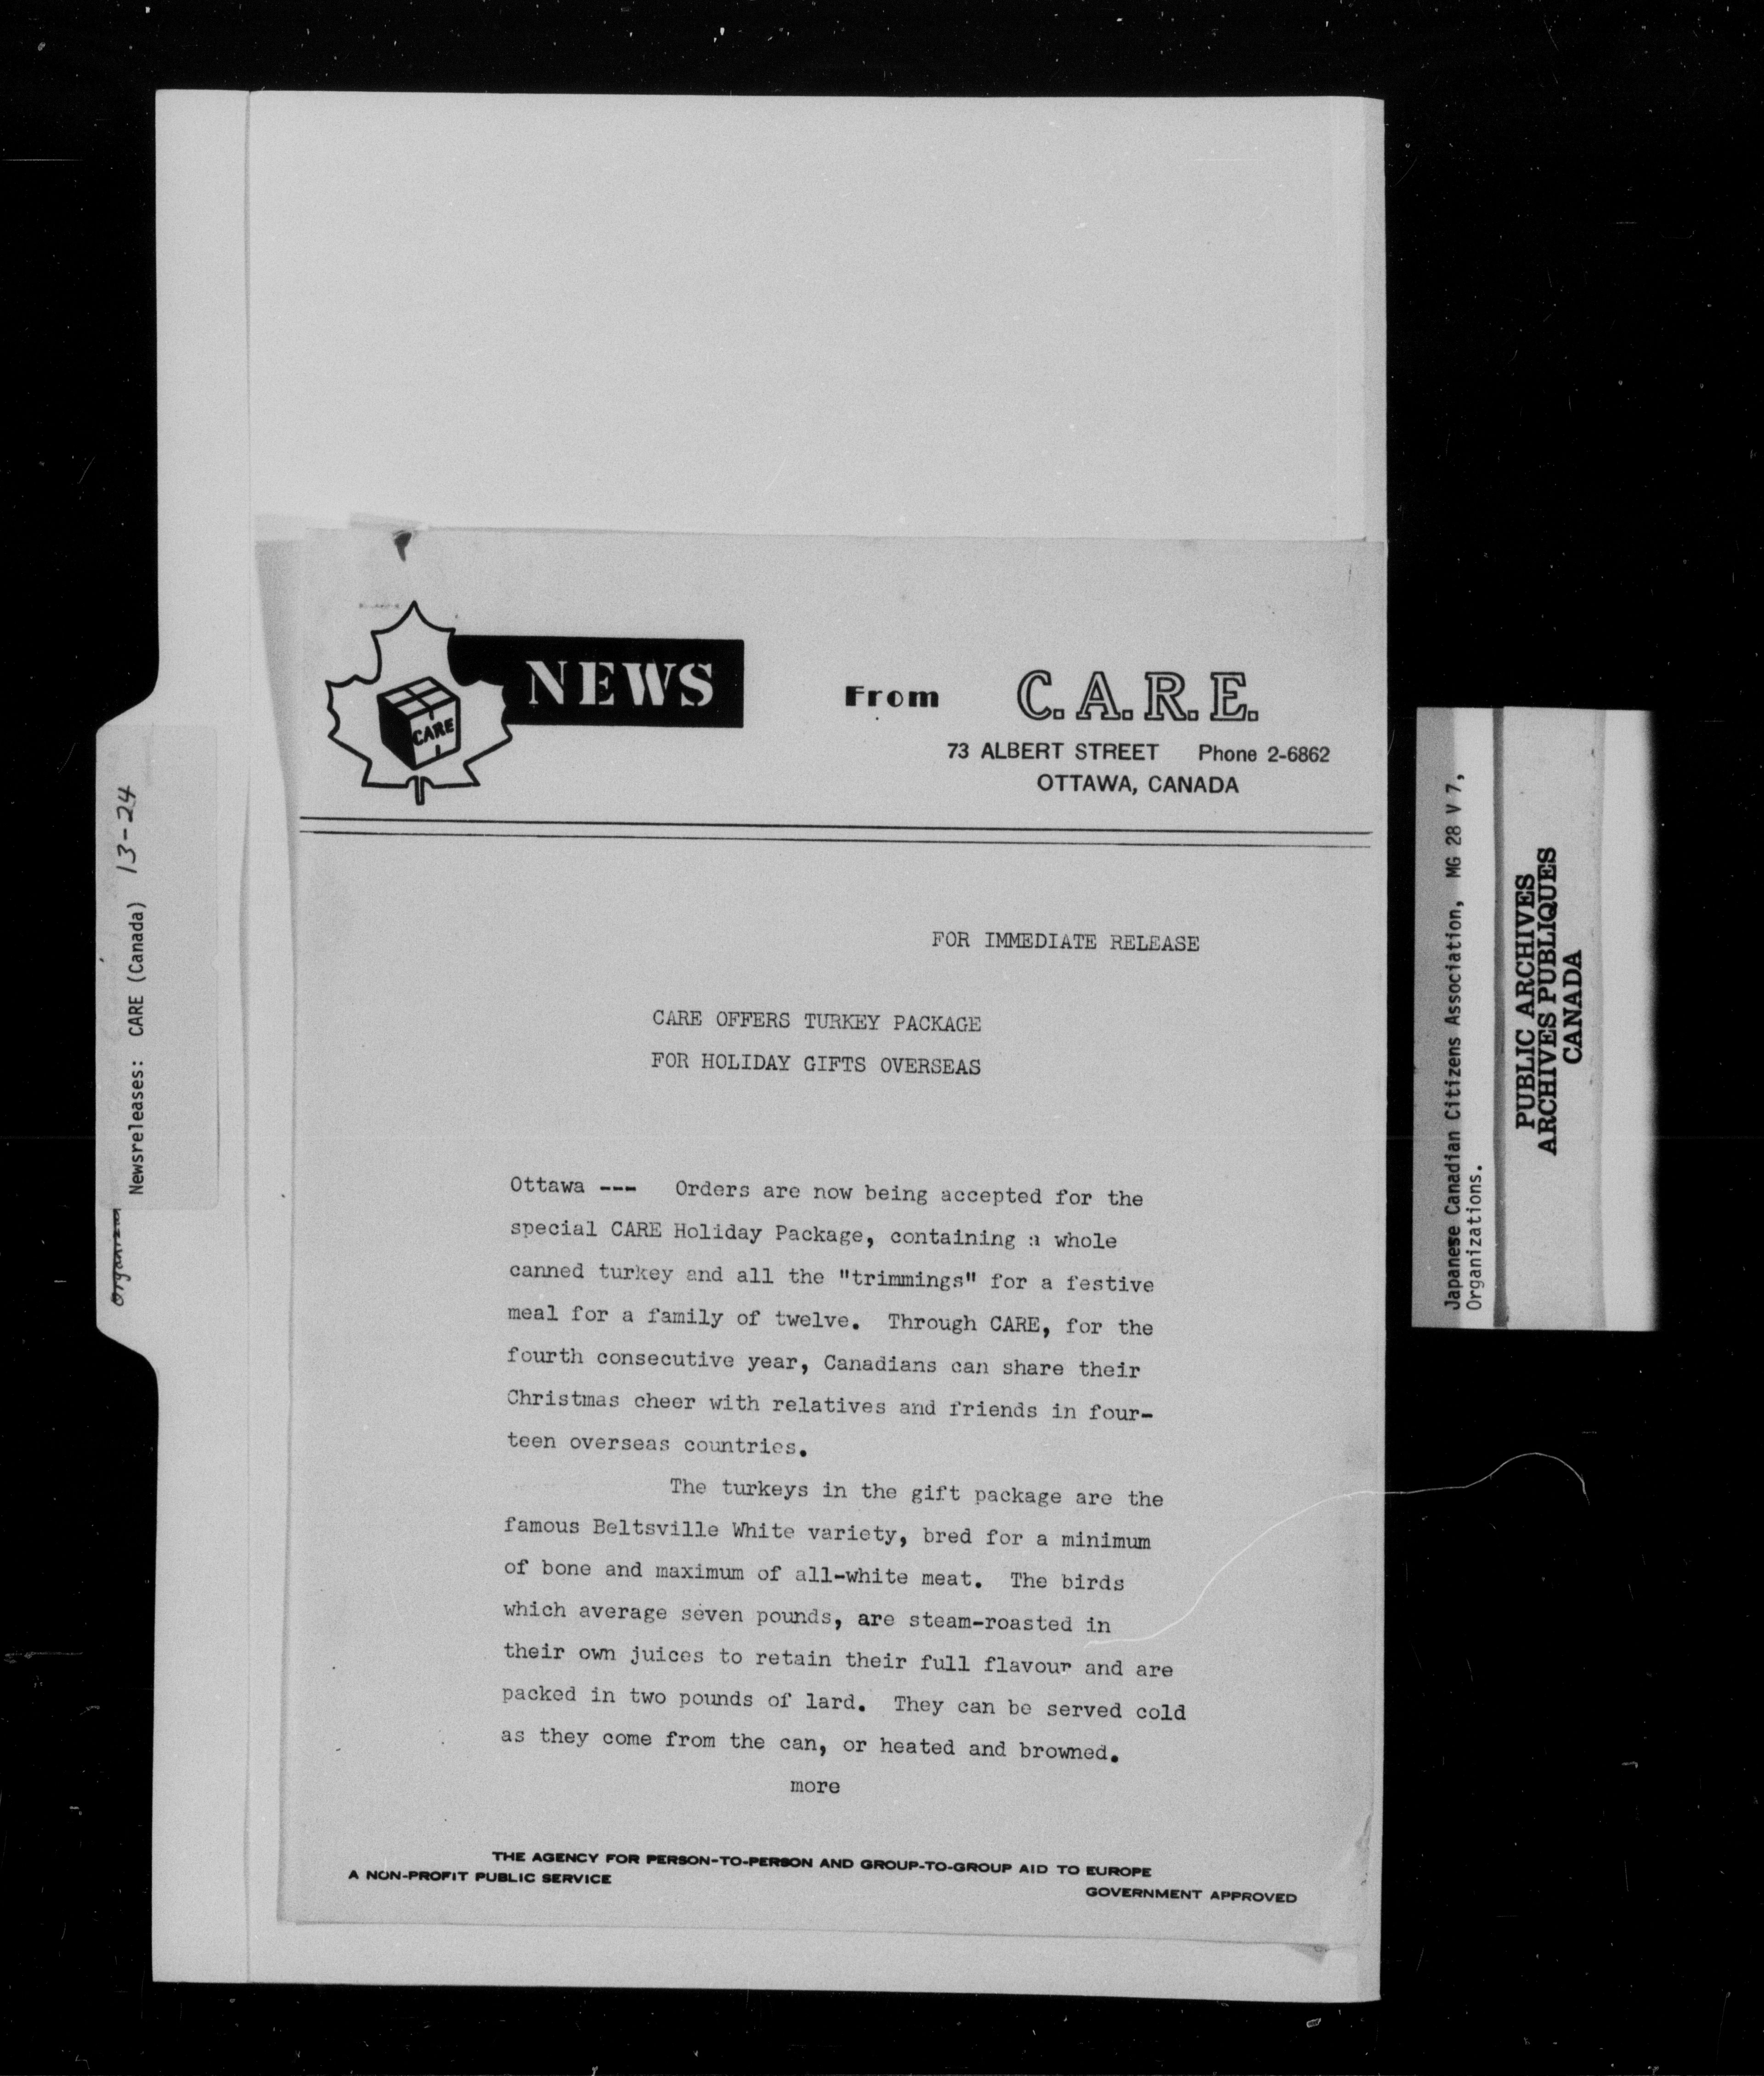 NEWS
From C.A.R.E.
CARE
73 ALBERT STREET Phone 2-6862
OTTAWA, CANADA
FOR IMMEDIATE RELEASE
CARE OFFERS TURKEY PACKAGE
FOR HOLIDAY GIFTS OVERSEAS
Ottawa --- Orders are now being accepted for the
special CARE Holiday Package, containing a whole
canned turkey and all the "trimmings" for a festive
meal for a family of twelve. Through CARE, for the
fourth consecutive year, Canadians can share their
Christmas cheer with relatives and friends in four-
teen overseas countries.
The turkeys in the gift package are the
famous Beltsville White variety, bred for a minimum
of bone and maximum of all-white meat. The birds
which average seven pounds, are steam-roasted in
their own juices to retain their full flavour and are
packed in two pounds of lard. They can be served cold
as they come from the can, or heated and browned.
more
THE AGENCY FOR PERSON-TO-PERSON AND GROUP-TO-GROUP AID TO EUROPE
A NON-PROFIT PUBLIC SERVICE
GOVERNMENT APPROVED
Newsreleases: CARE (Canada) 13-24
Japanese Canadian Citizens Association, MG 28 V 7,
Organizations.
PUBLIC ARCHIVES
ARCHIVES PUBLIQUES
CANADA